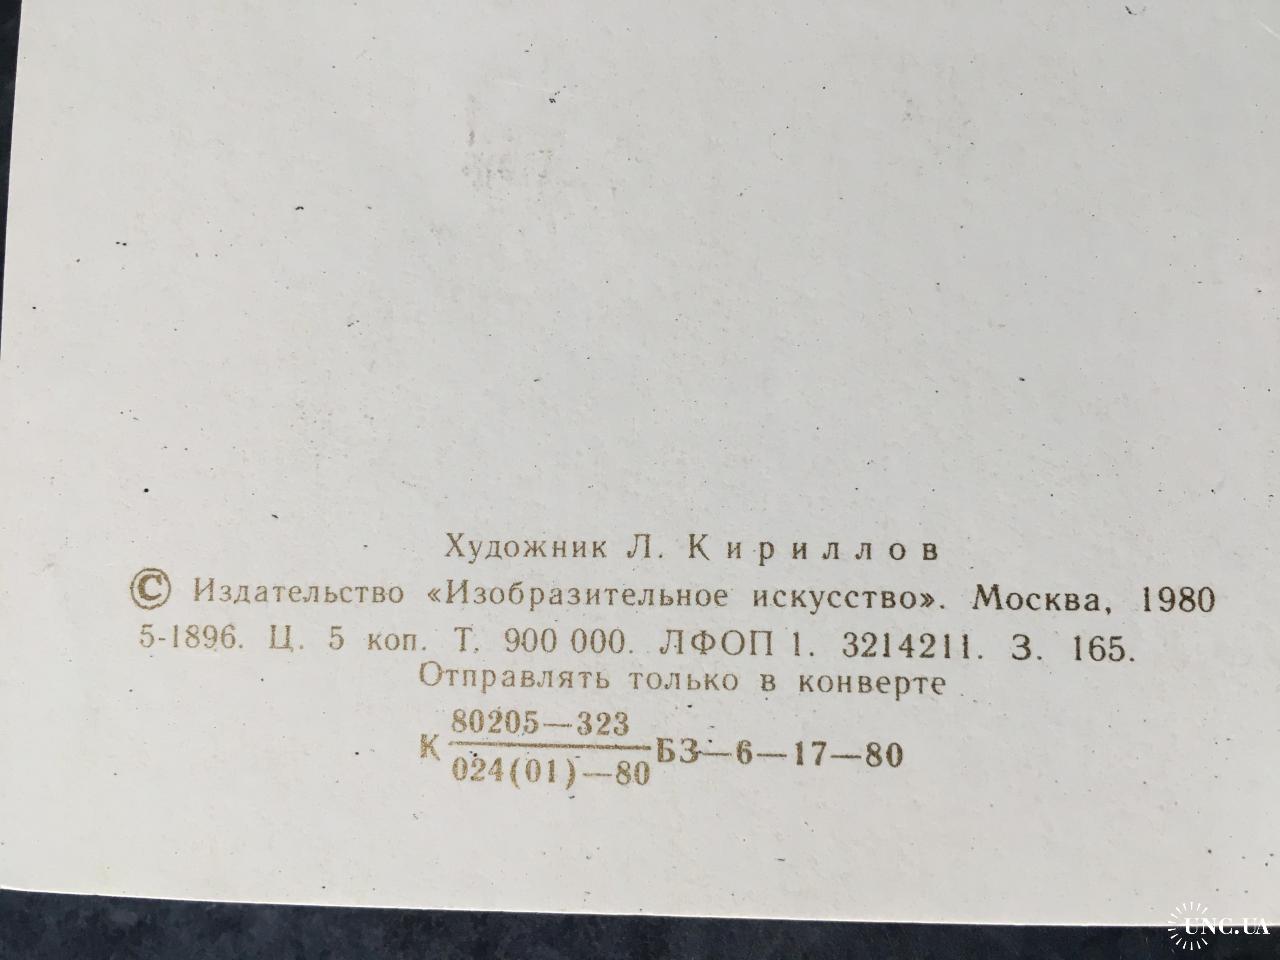 Художник Л. Кириллов
© Издательство «Изобразительное искусство». Москва, 1980
5-1896. Ц. 5 коп. Т. 900 000. ЛФОП 1. 3214211. З. 165.
Отправлять только в конверте
80205—323
К БЗ—6—17—80
024(01)—80
UNC.UA